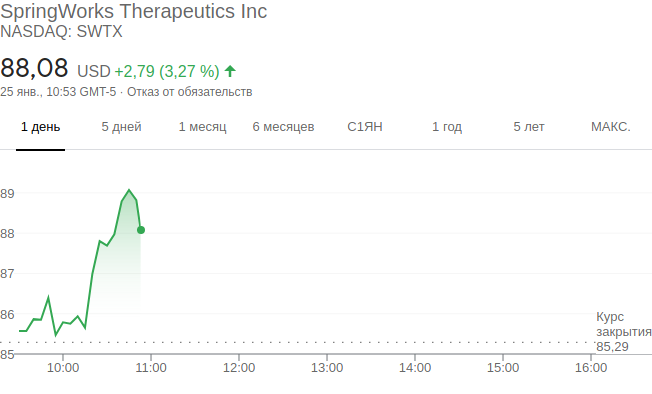 SpringWorks Therapeutics Inc
NASDAQ: SWTX
88,08 USD +2,79 (3,27 %)
25 янв., 10:53 GMT-5 · Отказ от обязательств
1 день 5 дней 1 месяц 6 месяцев С1ЯН 1 год 5 лет МАКС.
89
88
87
86
85
Курс
закрытия
85,29
10:00 11:00 12:00 13:00 14:00 15:00 16:00